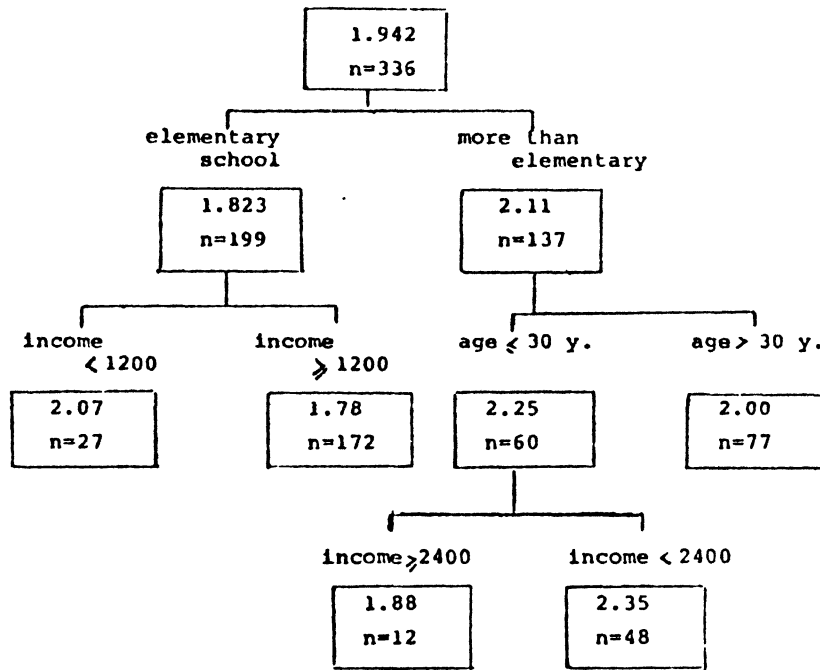 1.942
n=336
elementary school
more than elementary
1.823
n=199
2.11
n=137
income < 1200
income ⩾ 1200
age ⩽ 30 y.
age > 30 y.
2.07
n=27
1.78
n=172
2.25
n=60
2.00
n=77
income ⩾ 2400
income < 2400
1.88
n=12
2.35
n=48